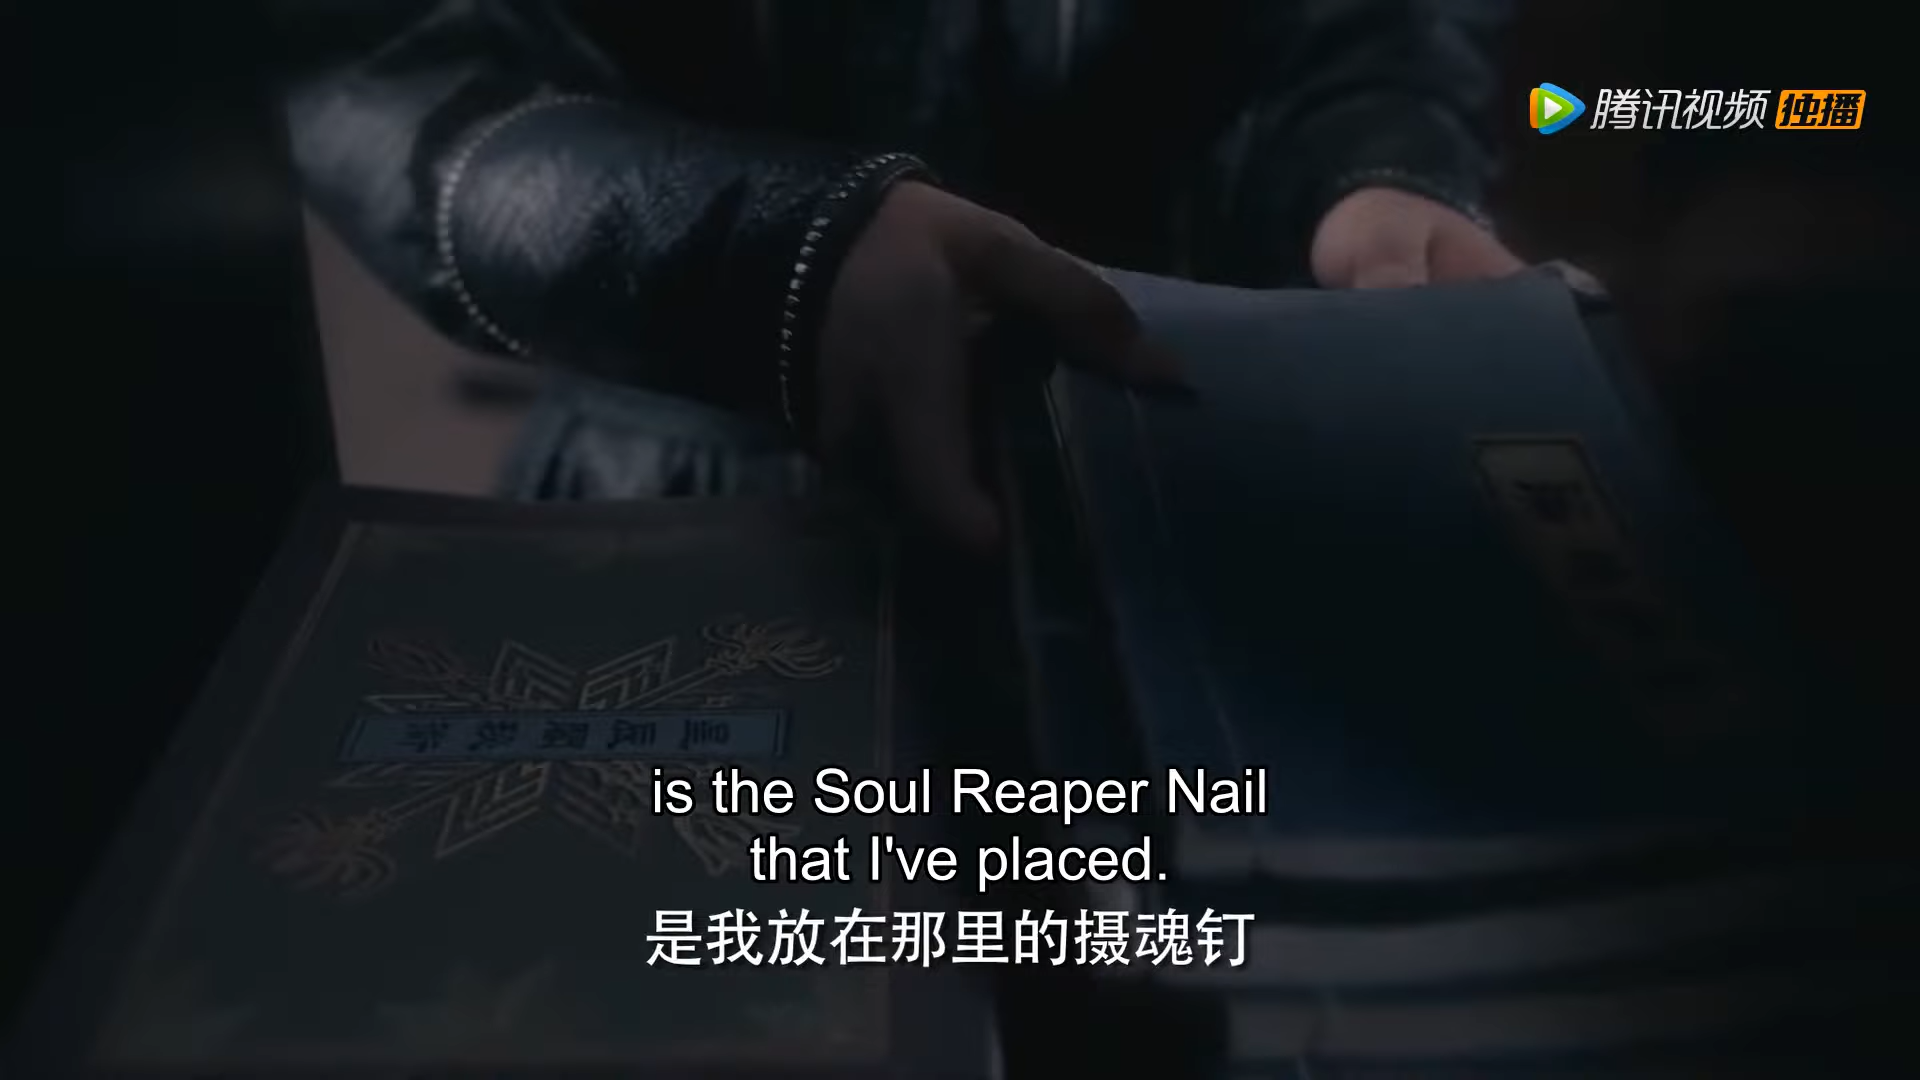 腾讯视频 独播
is the Soul Reaper Nail
that I've placed.
是我放在那里的摄魂钉